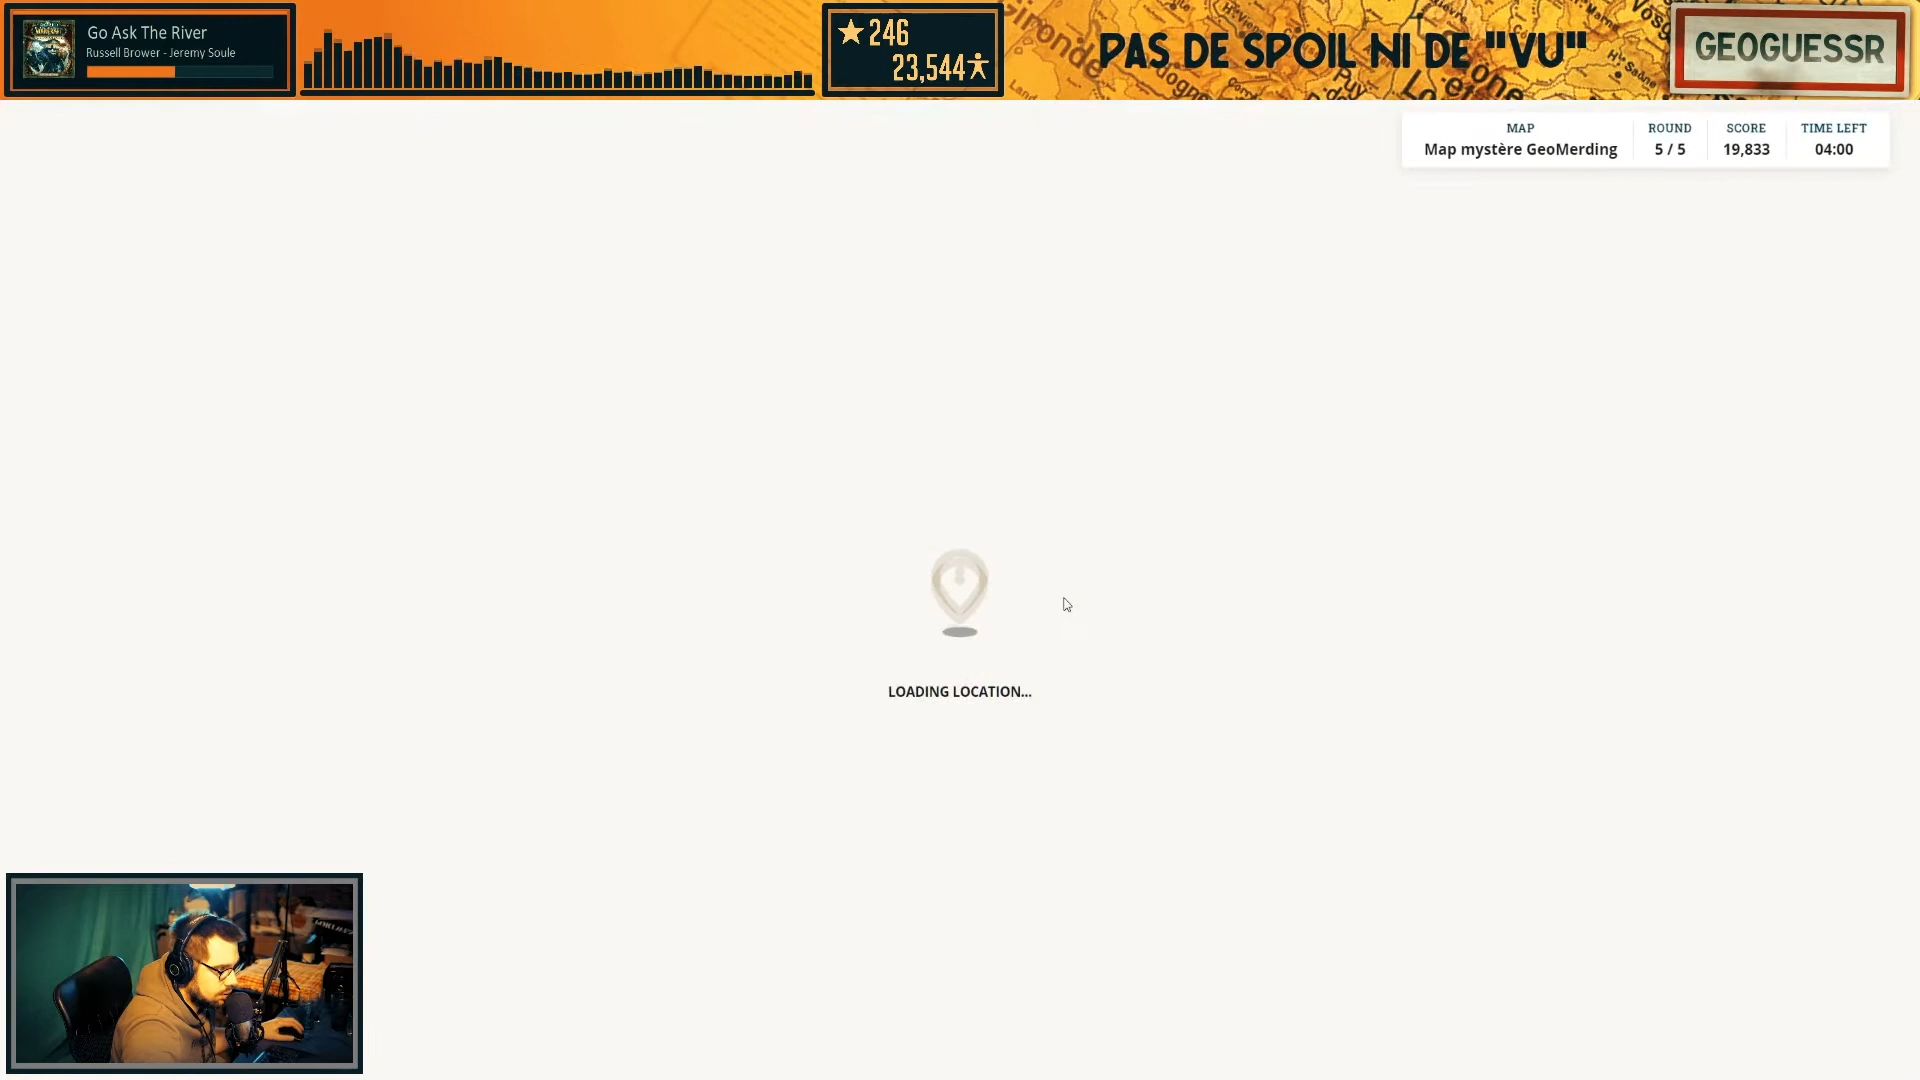 Go Ask The River
Russell Brower - Jeremy Soule
246
23,544
PAS DE SPOIL NI DE "VU"
GEOGUESSR
MAP
Map mystère GeoMerding
ROUND
5 / 5
SCORE
19,833
TIME LEFT
04:00
LOADING LOCATION...